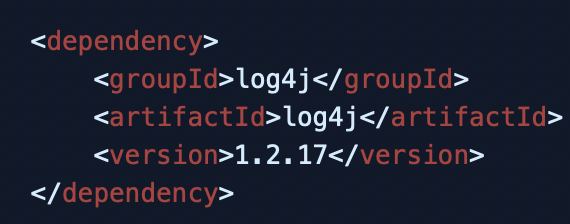 <dependency>
    <groupId>log4j</groupId>
    <artifactId>log4j</artifactId>
    <version>1.2.17</version>
</dependency>